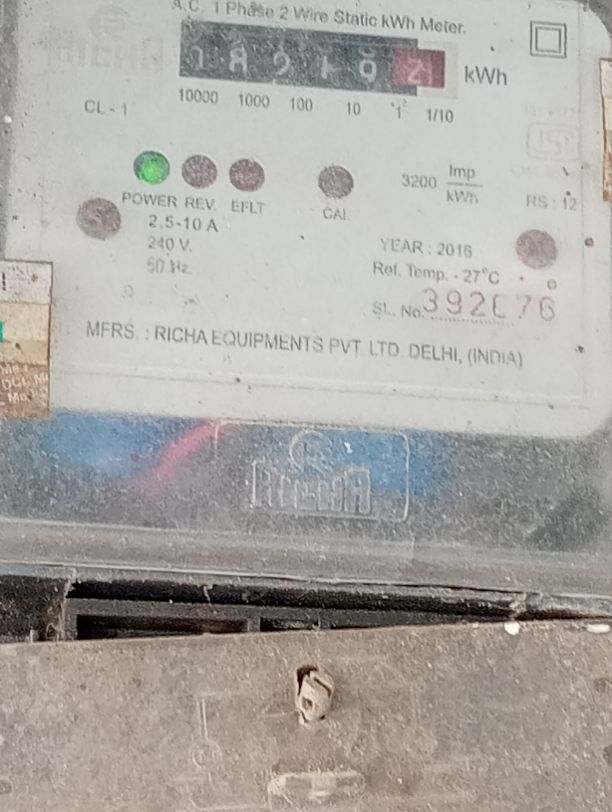 A.C. 1 Phase 2 Wire Static kWh Meter.
kWh
CL - 1
10000 1000 100 10 1 1/10
3200 Imp/kWh
POWER REV. EFLT
CAL
RS : 12
2.5-10 A
240 V.
50 Hz
YEAR : 2016
Ref. Temp. - 27°C
SL. No.
MFRS. : RICHA EQUIPMENTS PVT. LTD. DELHI, (INDIA)
RICHA